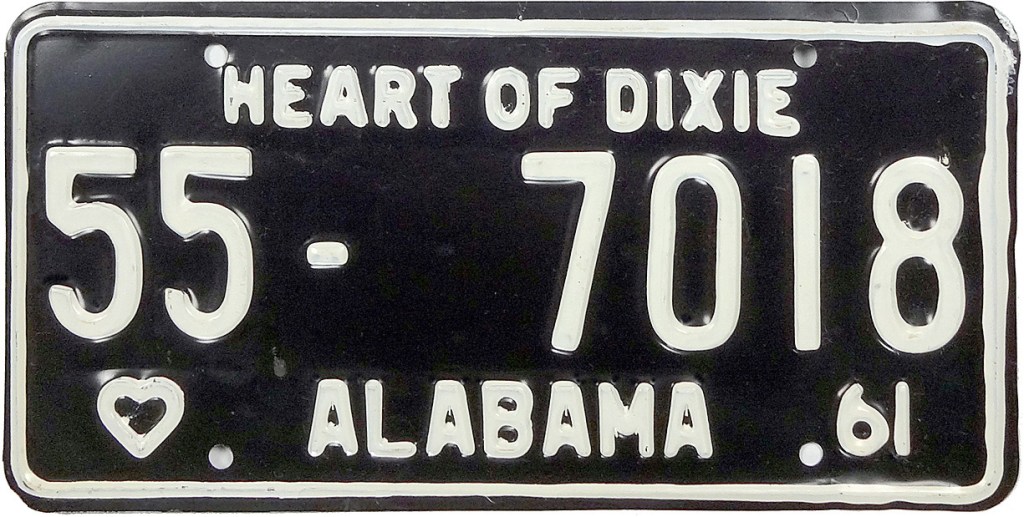 HEART OF DIXIE
55-7018
ALABAMA 61